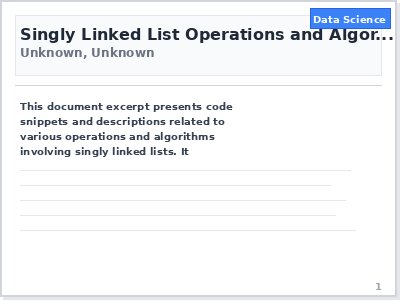 Data Science
Singly Linked List Operations and Algor...
Unknown, Unknown
This document excerpt presents code
snippets and descriptions related to
various operations and algorithms
involving singly linked lists. It
1